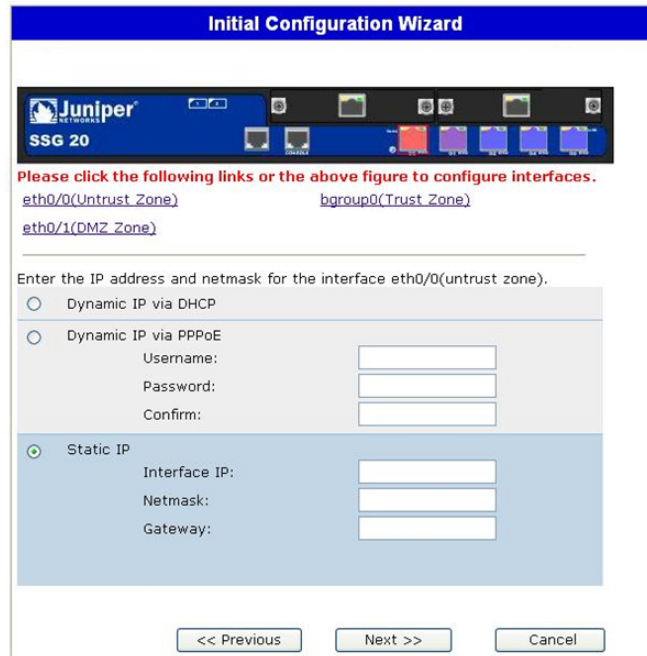 Initial Configuration Wizard
Juniper
NETWORKS
SSG 20
CONSOLE
Please click the following links or the above figure to configure interfaces.
eth0/0(Untrust Zone) bgroup0(Trust Zone)
eth0/1(DMZ Zone)
Enter the IP address and netmask for the interface eth0/0(untrust zone).
Dynamic IP via DHCP
Dynamic IP via PPPoE
Username:
Password:
Confirm:
Static IP
Interface IP:
Netmask:
Gateway:
<< Previous Next >> Cancel